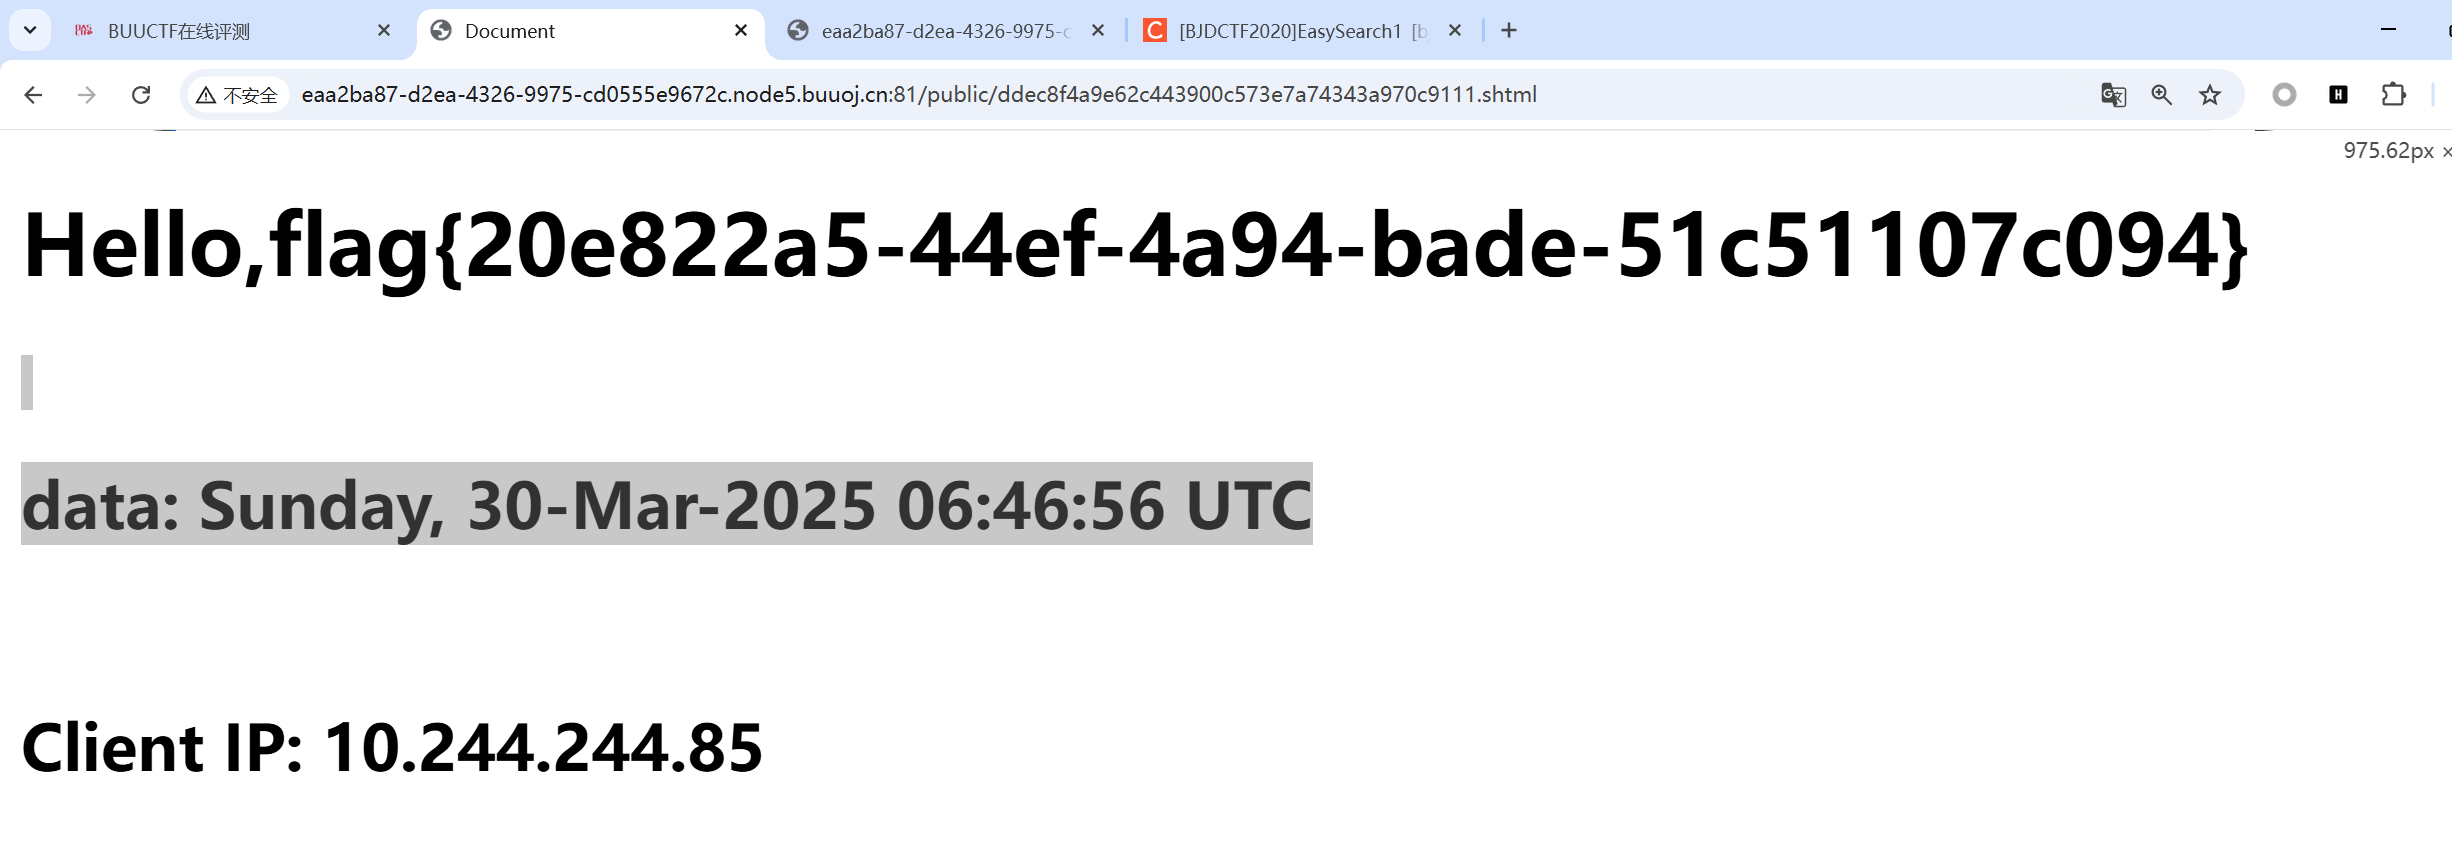 BUUCTF在线评测
Document
eaa2ba87-d2ea-4326-9975-c
[BJDCTF2020]EasySearch1 [b
不安全
eaa2ba87-d2ea-4326-9975-cd0555e9672c.node5.buuoj.cn:81/public/ddec8f4a9e62c443900c573e7a74343a970c9111.shtml
975.62px ×
Hello,flag{20e822a5-44ef-4a94-bade-51c51107c094}
data: Sunday, 30-Mar-2025 06:46:56 UTC
Client IP: 10.244.244.85